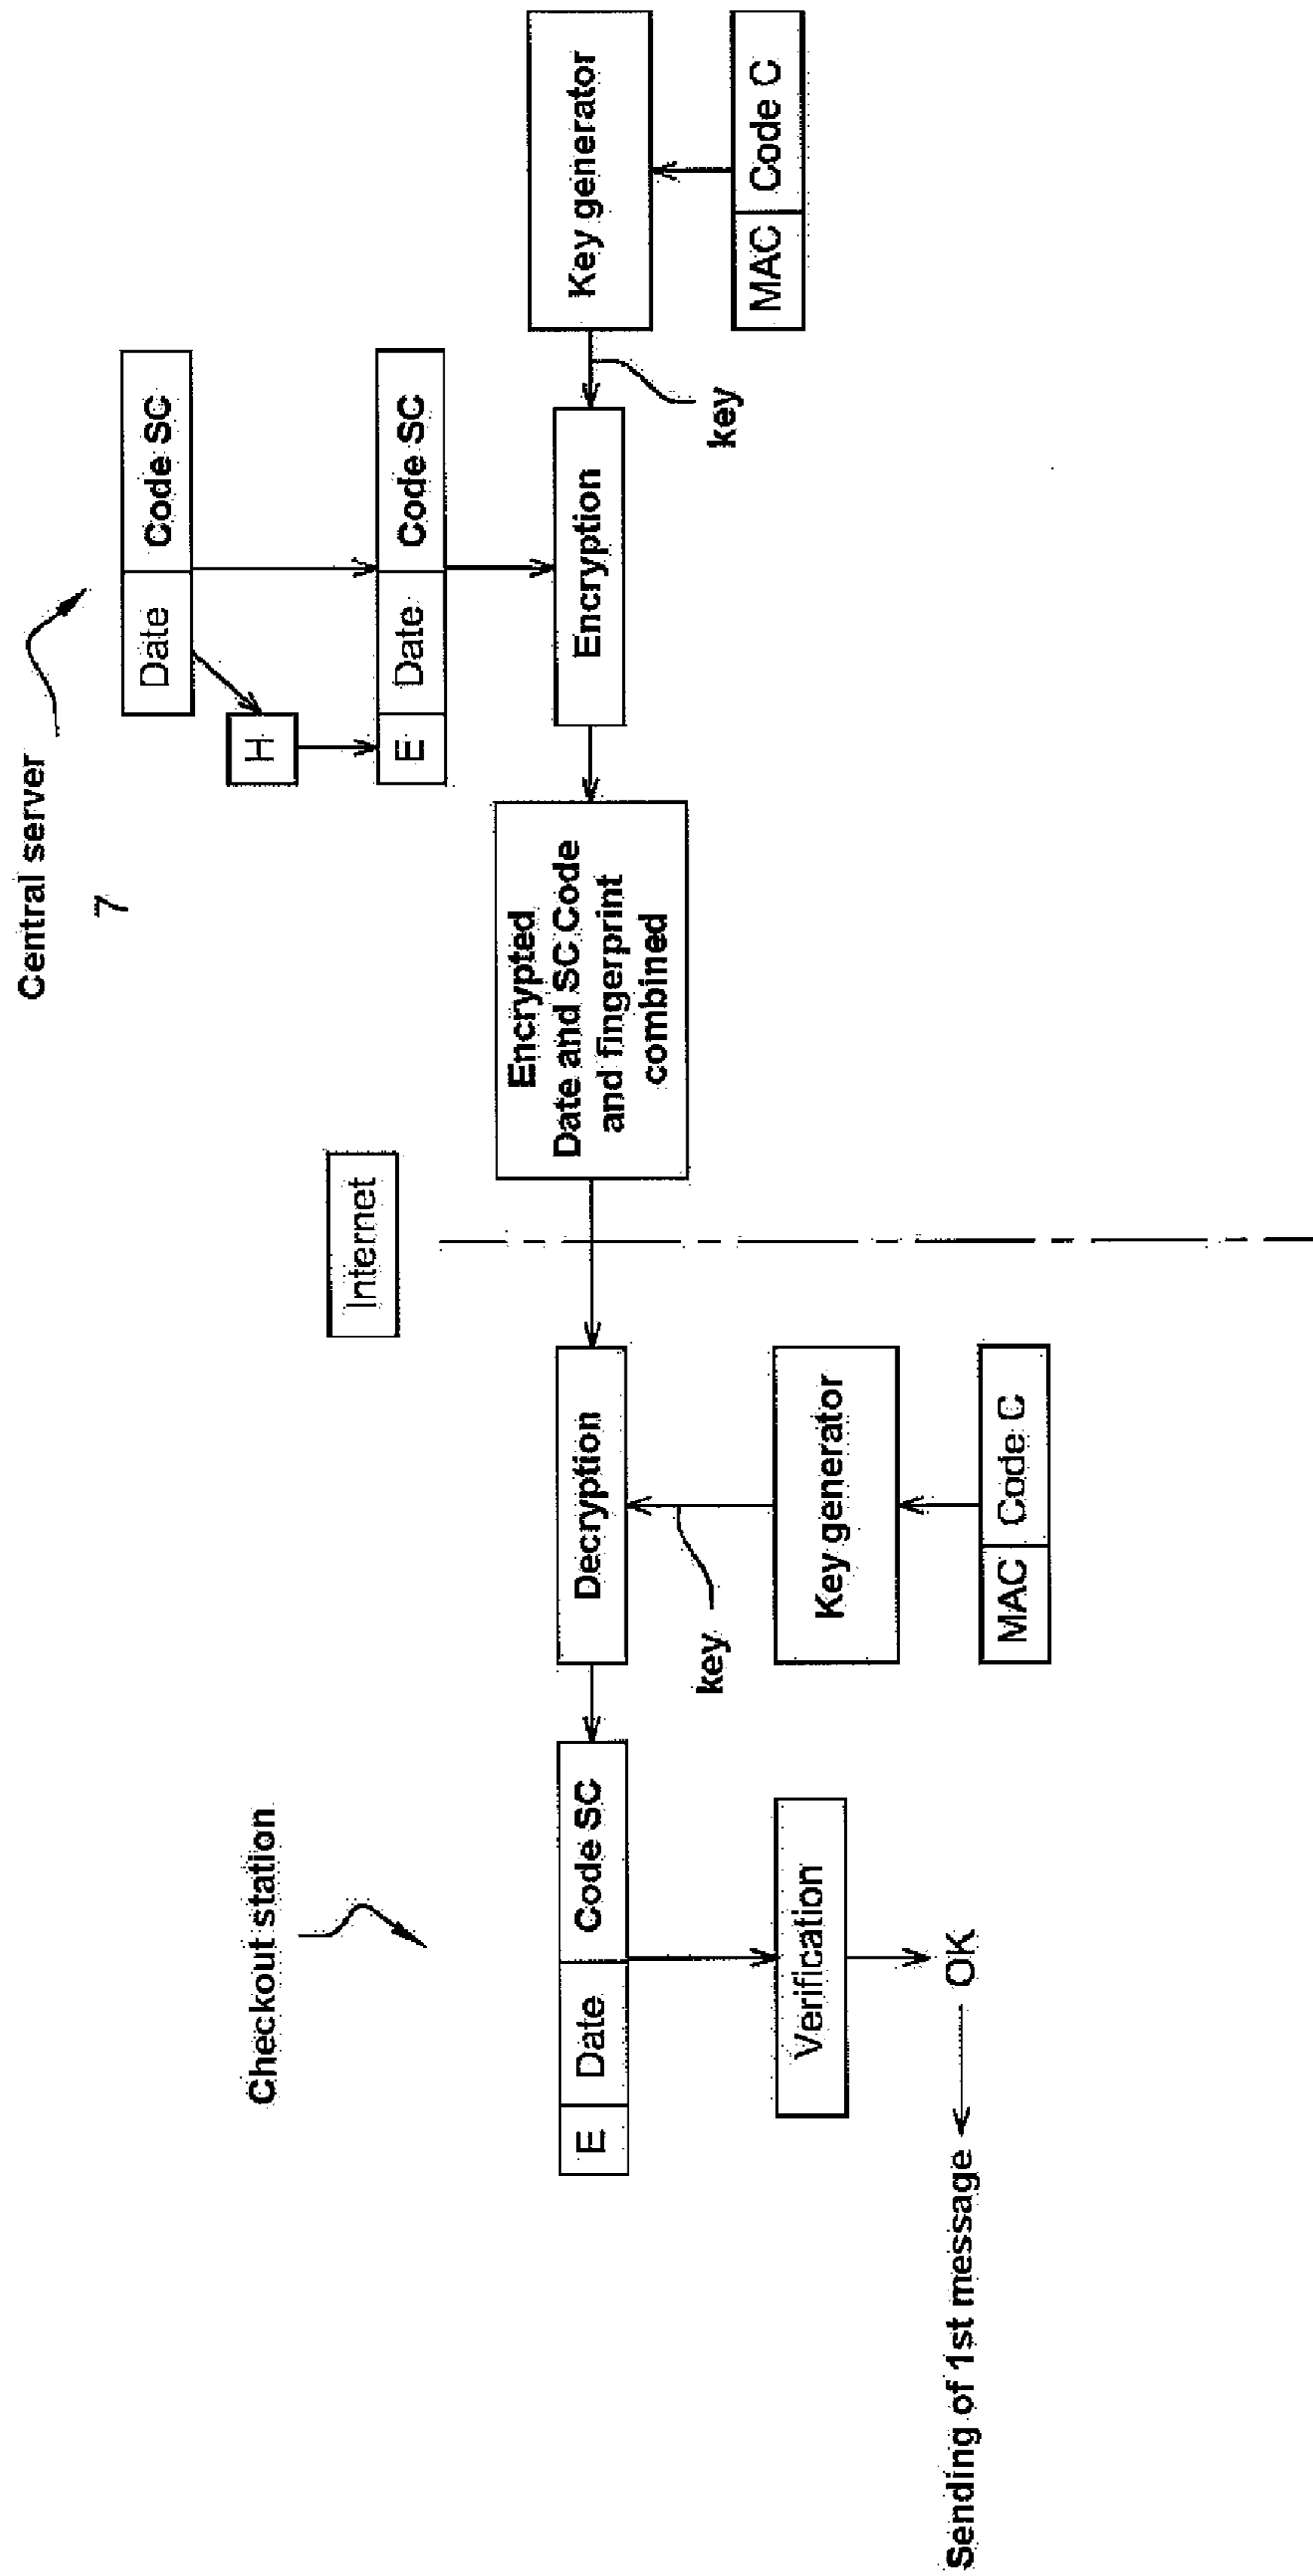 Central server
7
Date
Code SC
H
E
Date
Code SC
Key generator
MAC
Code C
key
Encryption
Encrypted
Date and SC Code
and fingerprint
combined
Internet
Checkout station
Decryption
key
Key generator
MAC
Code C
E
Date
Code SC
Verification
OK
Sending of 1st message